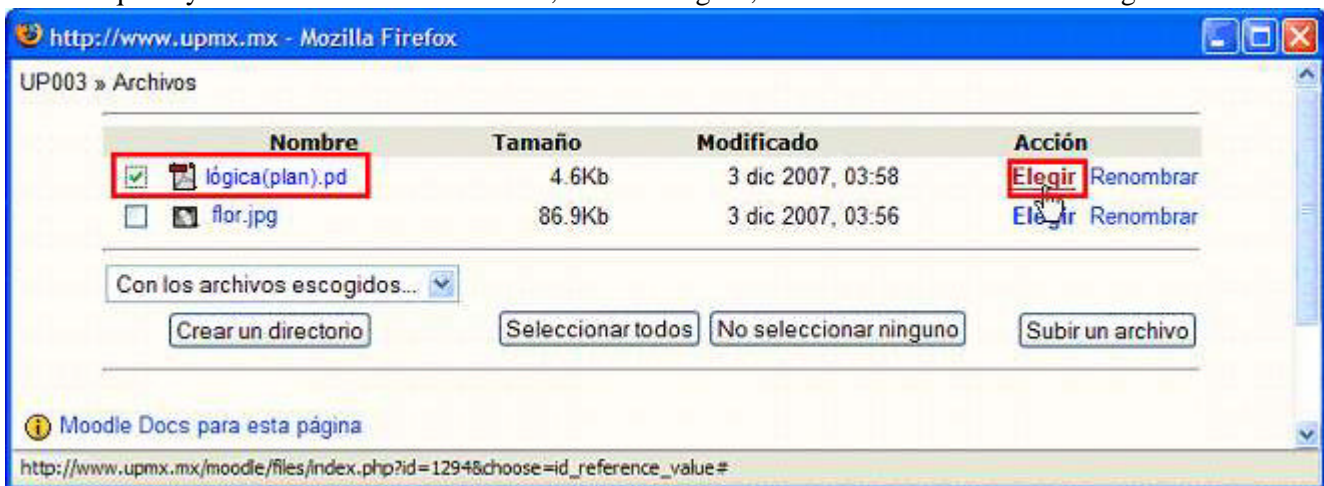 http://www.upmx.mx - Mozilla Firefox
UP003 » Archivos
Nombre Tamaño Modificado Acción
lógica(plan).pd 4.6Kb 3 dic 2007, 03:58 Elegir Renombrar
flor.jpg 86.9Kb 3 dic 2007, 03:56 Elegir Renombrar
Con los archivos escogidos...
Crear un directorio Seleccionar todos No seleccionar ninguno Subir un archivo
Moodle Docs para esta página
http://www.upmx.mx/moodle/files/index.php?id=1294&choose=id_reference_value#